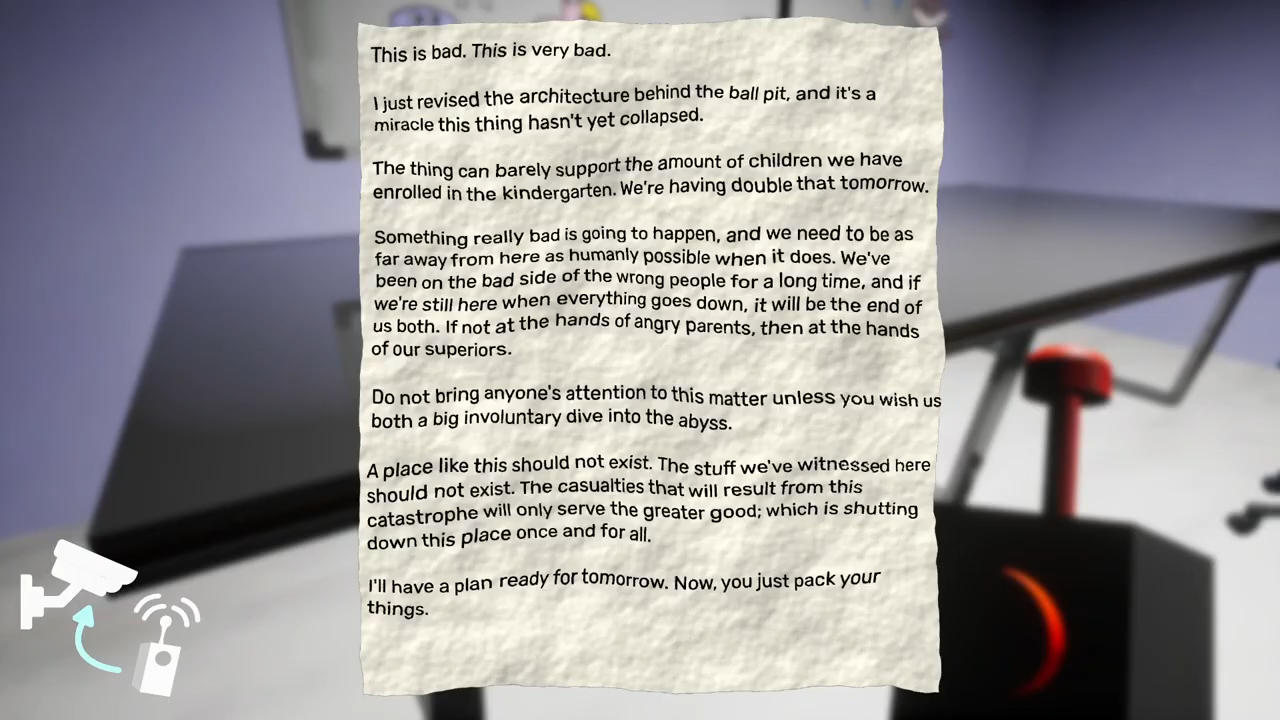 This is bad. This is very bad.
I just revised the architecture behind the ball pit, and it's a
miracle this thing hasn't yet collapsed.
The thing can barely support the amount of children we have
enrolled in the kindergarten. We're having double that tomorrow.
Something really bad is going to happen, and we need to be as
far away from here as humanly possible when it does. We've
been on the bad side of the wrong people for a long time, and if
we're still here when everything goes down, it will be the end of
us both. If not at the hands of angry parents, then at the hands
of our superiors.
Do not bring anyone's attention to this matter unless you wish us
both a big involuntary dive into the abyss.
A place like this should not exist. The stuff we've witnessed here
should not exist. The casualties that will result from this
catastrophe will only serve the greater good; which is shutting
down this place once and for all.
I'll have a plan ready for tomorrow. Now, you just pack your
things.